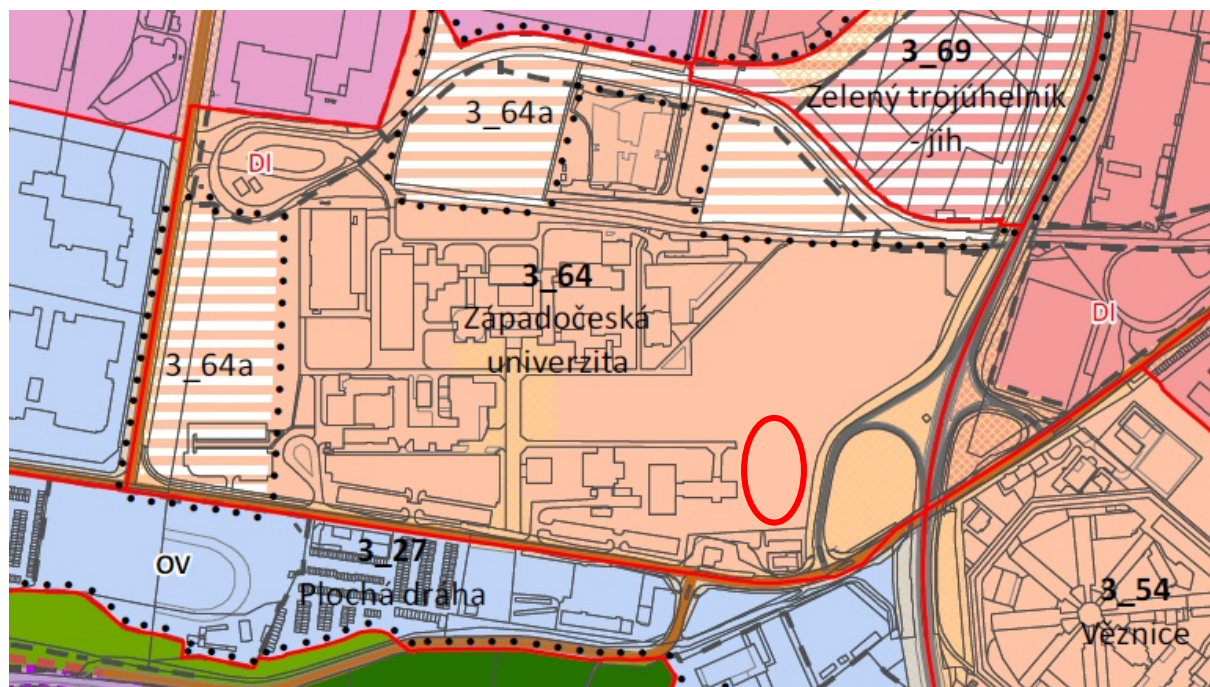 3_69
Zelený trojúhelník
- jih
3_64a
DI
3_64
Západočeská
univerzita
DI
3_64a
3_27
Plochá dráha
OV
3_54
Věznice